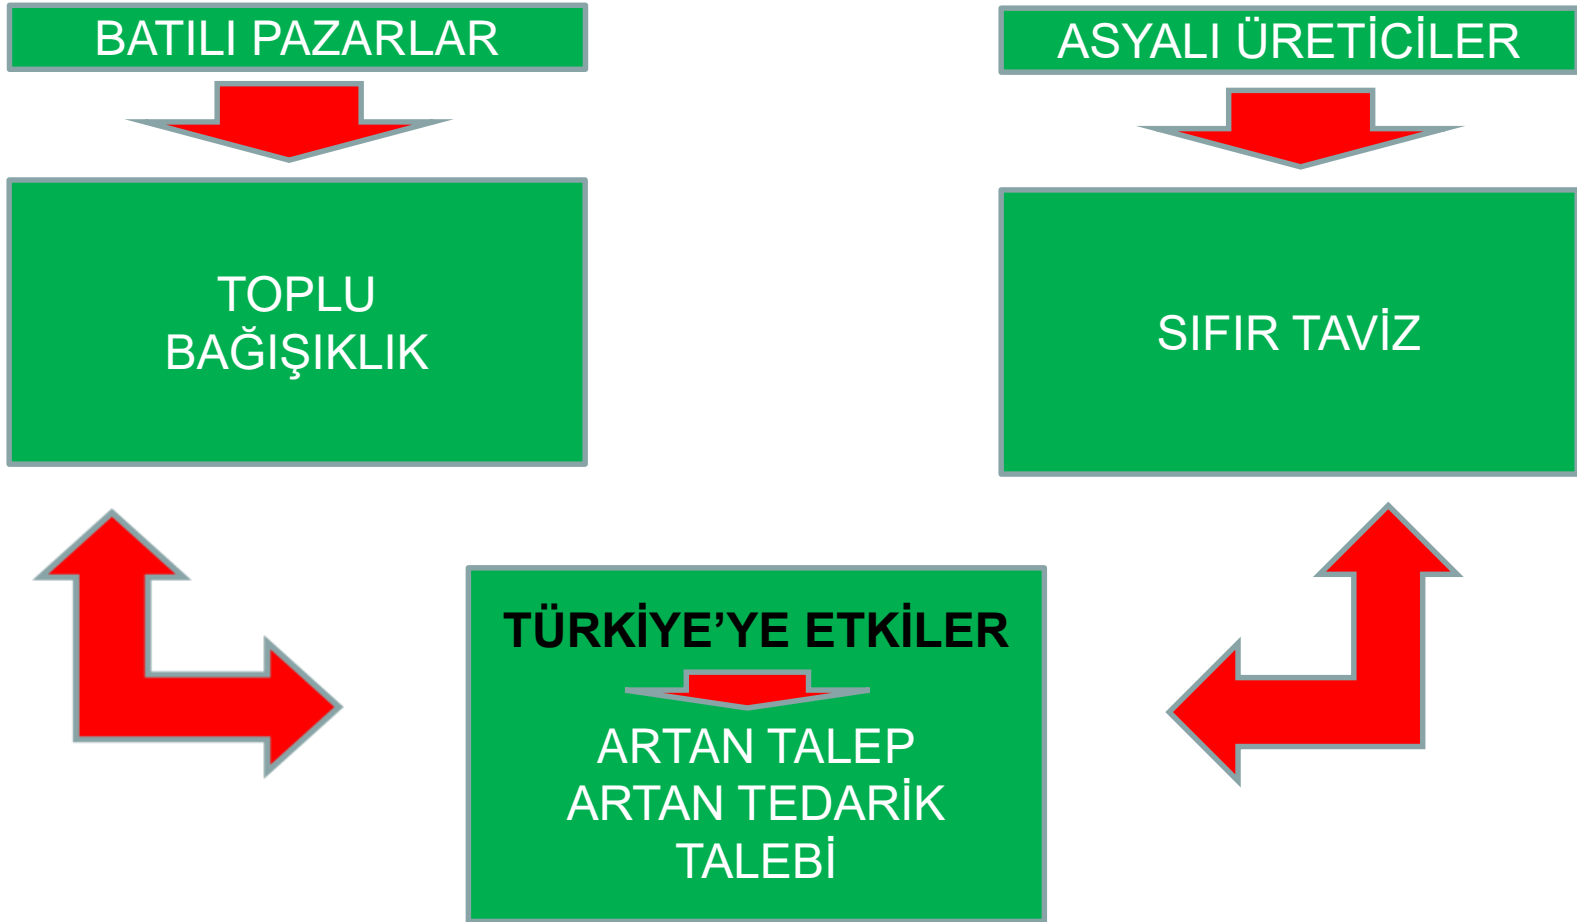 BATILI PAZARLAR
ASYALI ÜRETİCİLER
TOPLU
BAĞIŞIKLIK
SIFIR TAVİZ
TÜRKİYE’YE ETKİLER
ARTAN TALEP
ARTAN TEDARİK
TALEBİ